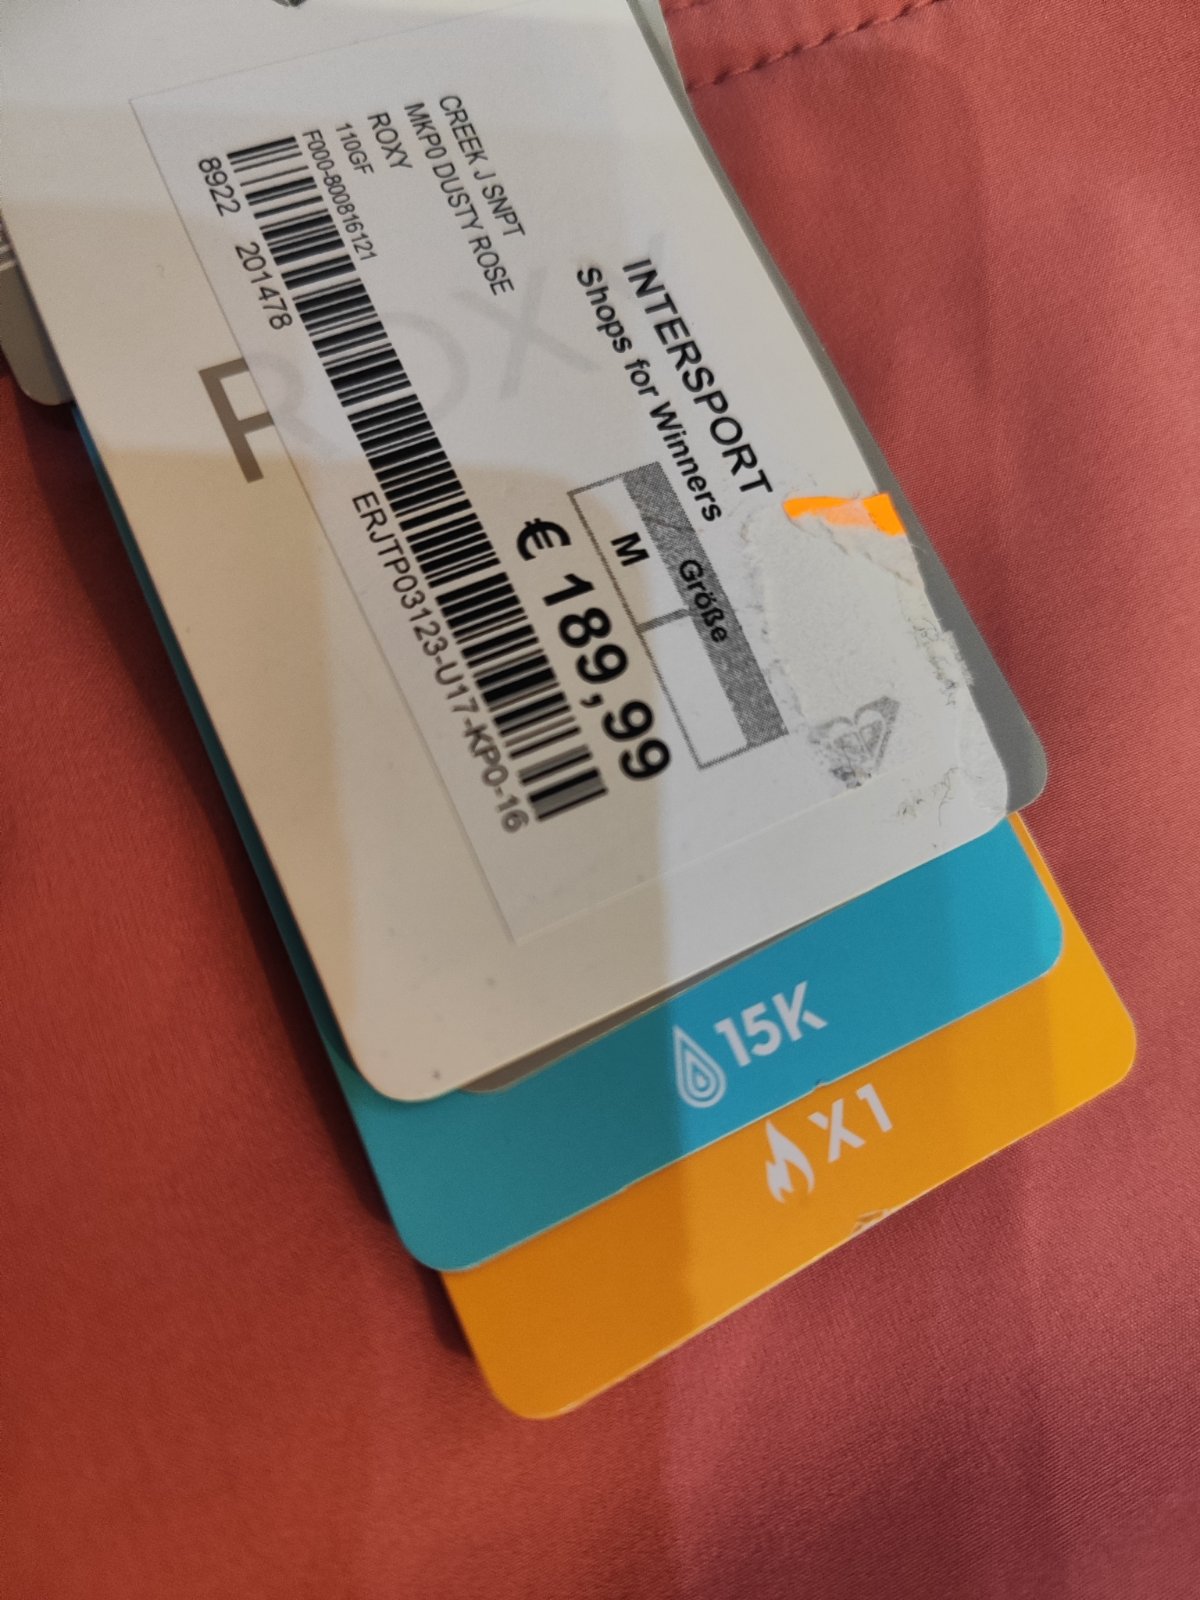 INTERSPORT
Shops for Winners
CREEK J SNPT
MKP0 DUSTY ROSE
ROXY
110GF
F000-800816121
8922 201478
ERJTP03123-U17-KP0-16
Größe
M
€ 189,99
ROX
15K
X1